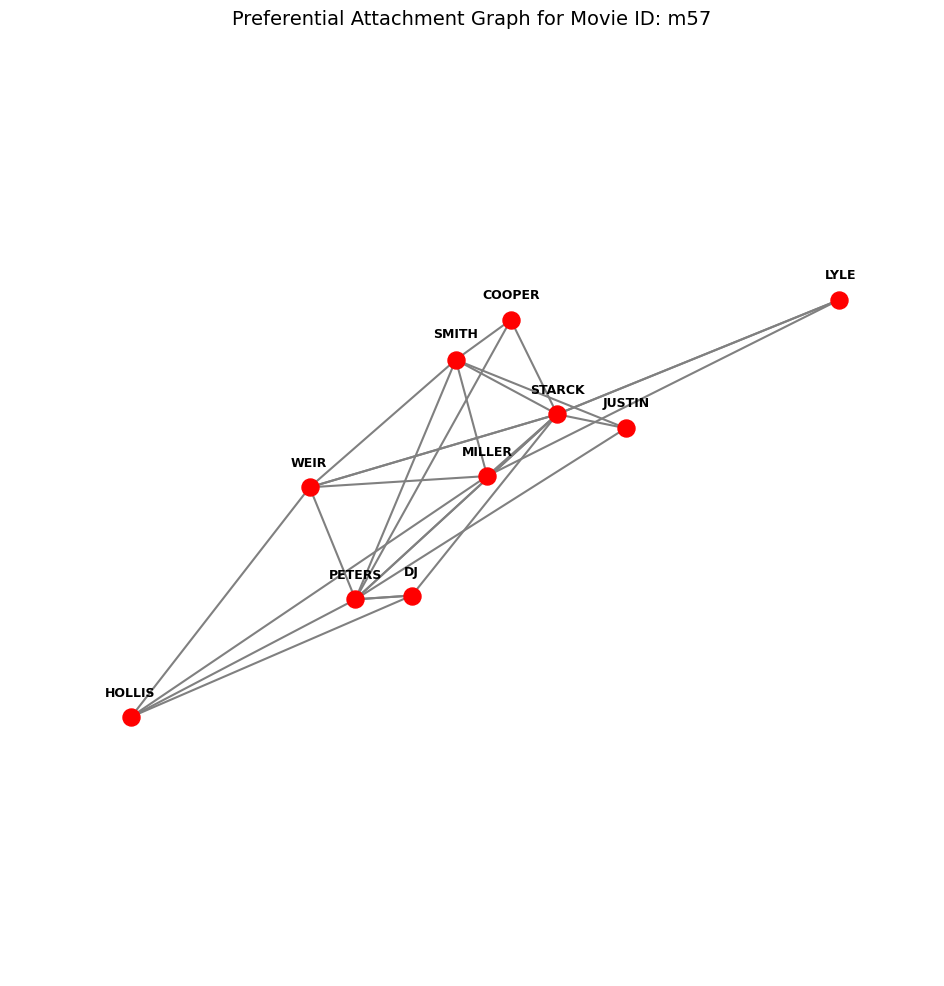 Preferential Attachment Graph for Movie ID: m57
LYLE
COOPER
SMITH
STARCK
JUSTIN
MILLER
WEIR
PETERS
DJ
HOLLIS